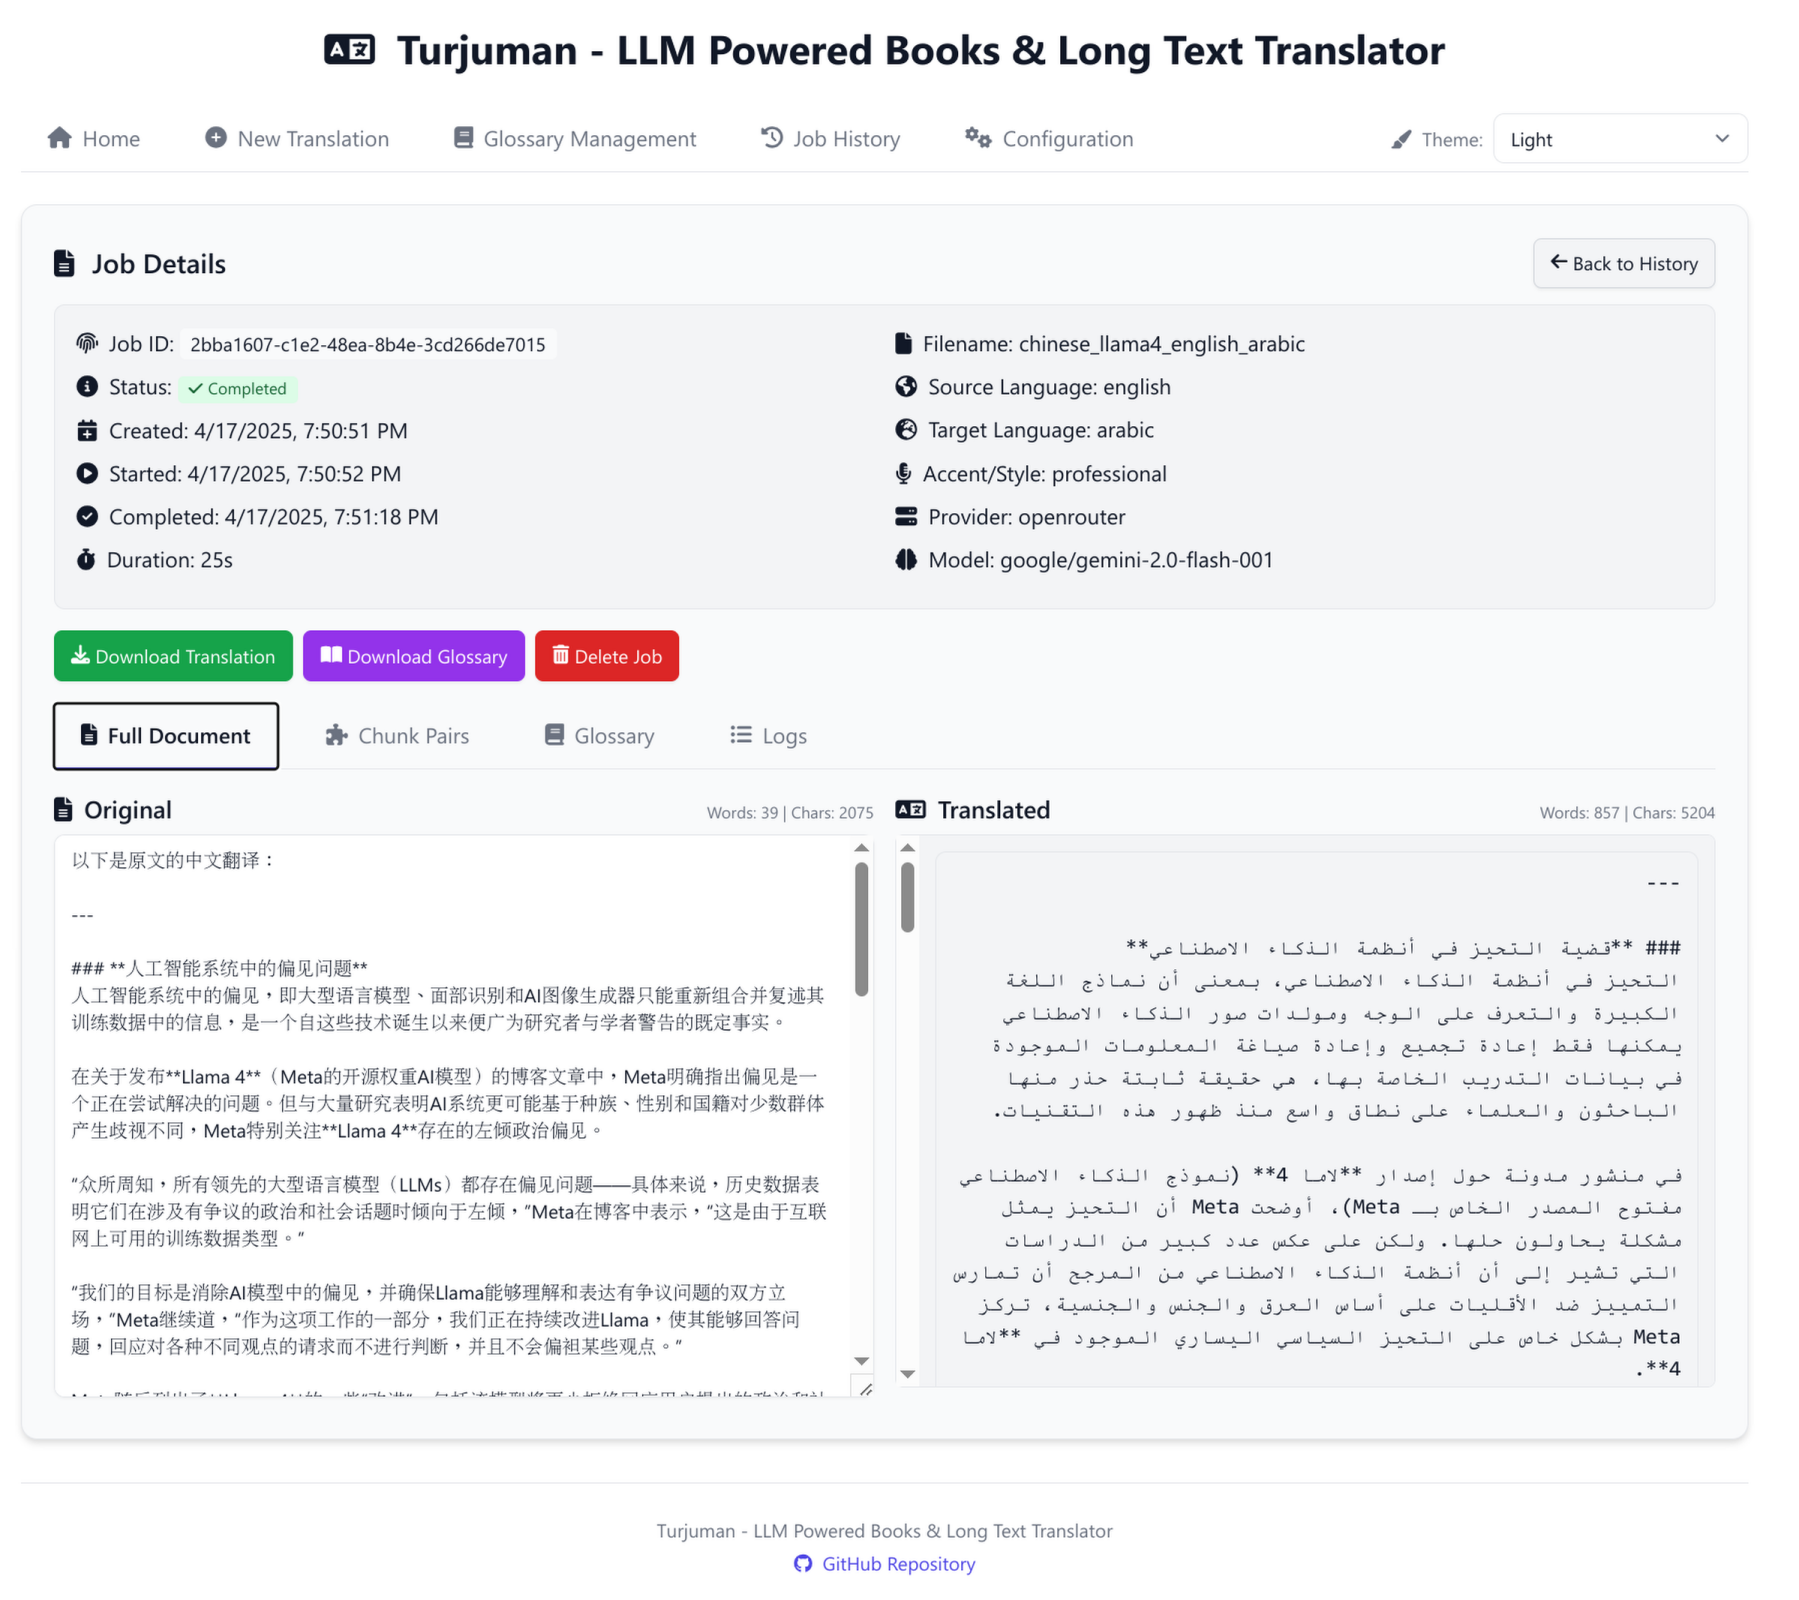 Turjuman - LLM Powered Books & Long Text Translator
Home
New Translation
Glossary Management
Job History
Configuration
Theme:
Light
Job Details
Back to History
Job ID: 2bba1607-c1e2-48ea-8b4e-3cd266de7015
Status: Completed
Created: 4/17/2025, 7:50:51 PM
Started: 4/17/2025, 7:50:52 PM
Completed: 4/17/2025, 7:51:18 PM
Duration: 25s
Filename: chinese_llama4_english_arabic
Source Language: english
Target Language: arabic
Accent/Style: professional
Provider: openrouter
Model: google/gemini-2.0-flash-001
Download Translation
Download Glossary
Delete Job
Full Document
Chunk Pairs
Glossary
Logs
Original
Words: 39 | Chars: 2075
以下是原文的中文翻译：
---
### **人工智能系统中的偏见问题**
人工智能系统中的偏见，即大型语言模型、面部识别和AI图像生成器只能重新组合并复述其
训练数据中的信息，是一个自这些技术诞生以来便广为研究者与学者警告的既定事实。
在关于发布**Llama 4**（Meta的开源权重AI模型）的博客文章中，Meta明确指出偏见是一
个正在尝试解决的问题。但与大量研究表明AI系统更可能基于种族、性别和国籍对少数群体
产生歧视不同，Meta特别关注**Llama 4**存在的左倾政治偏见。
“众所周知，所有领先的大型语言模型（LLMs）都存在偏见问题——具体来说，历史数据表
明它们在涉及有争议的政治和社会话题时倾向于左倾，”Meta在博客中表示，“这是由于互联
网上可用的训练数据类型。”
“我们的目标是消除AI模型中的偏见，并确保Llama能够理解和表达有争议问题的双方立
场，”Meta继续道，“作为这项工作的一部分，我们正在持续改进Llama，使其能够回答问
题，回应对各种不同观点的请求而不进行判断，并且不会偏袒某些观点。”
Translated
Words: 857 | Chars: 5204
---
### **قضية التحيز في أنظمة الذكاء الاصطناعي**
التحيز في أنظمة الذكاء الاصطناعي، بمعنى أن نماذج اللغة
الكبيرة والتعرف على الوجه ومولدات صور الذكاء الاصطناعي
يمكنها فقط إعادة تجميع وإعادة صياغة المعلومات الموجودة
في بيانات التدريب الخاصة بها، هي حقيقة ثابتة حذر منها
الباحثون والعلماء على نطاق واسع منذ ظهور هذه التقنيات.
في منشور مدونة حول إصدار **لاما 4** (نموذج الذكاء الاصطناعي
مفتوح المصدر الخاص بـ Meta)، أوضحت Meta أن التحيز يمثل
مشكلة يحاولون حلها. ولكن على عكس عدد كبير من الدراسات
التي تشير إلى أن أنظمة الذكاء الاصطناعي من المرجح أن تمارس
التمييز ضد الأقليات على أساس العرق والجنس والجنسية، تركز
Meta بشكل خاص على التحيز السياسي اليساري الموجود في **لاما
4**.
Turjuman - LLM Powered Books & Long Text Translator
GitHub Repository